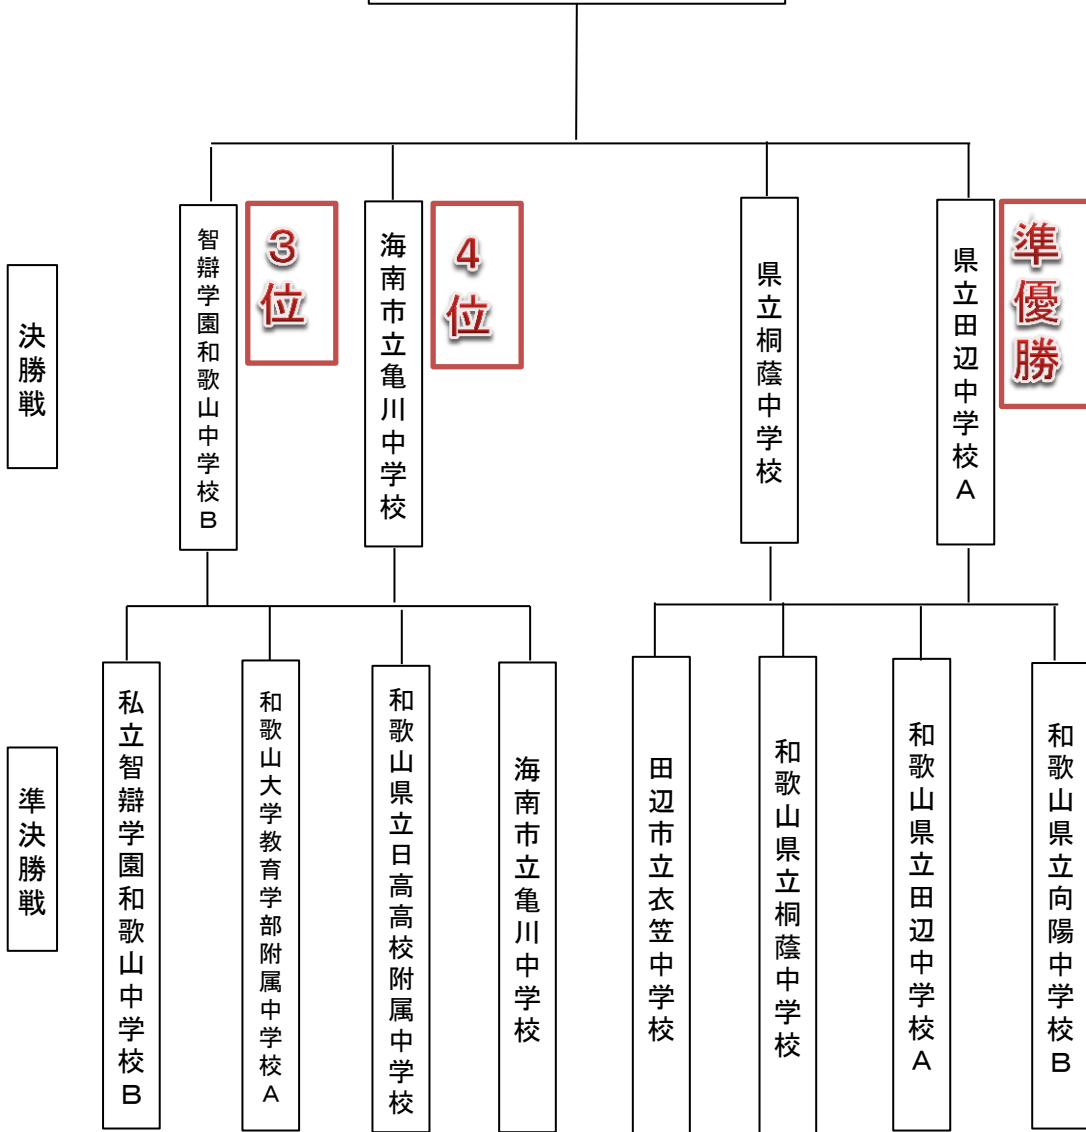 決勝戦
智辯学園和歌山中学校B
3位
海南市立亀川中学校
4位
県立桐蔭中学校
県立田辺中学校A
準優勝
準決勝戦
私立智辯学園和歌山中学校B
和歌山大学教育学部附属中学校A
和歌山県立日高高校附属中学校
海南市立亀川中学校
田辺市立衣笠中学校
和歌山県立桐蔭中学校
和歌山県立田辺中学校A
和歌山県立向陽中学校B